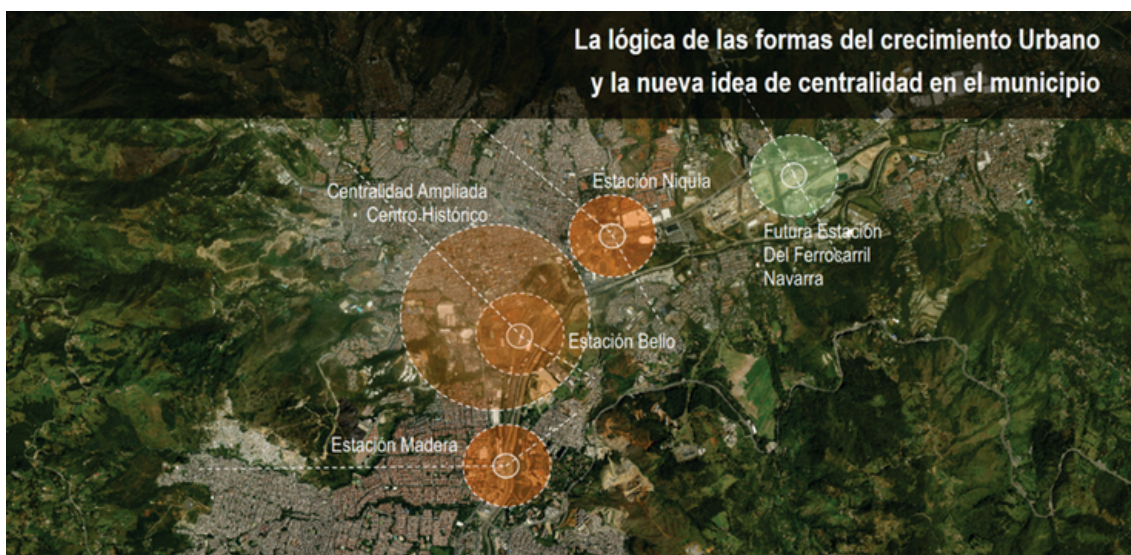 La lógica de las formas del crecimiento Urbano
y la nueva idea de centralidad en el municipio
Centralidad Ampliada
Centro Histórico
Estación Niquía
Futura Estación
Del Ferrocarril
Navarra
Estación Bello
Estación Madera